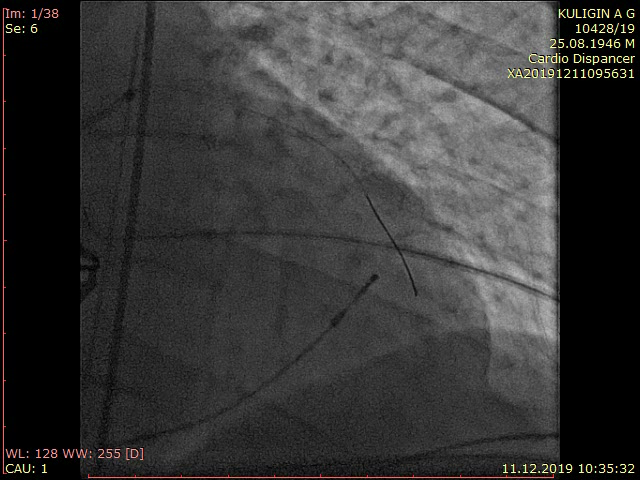 Im: 1/38
Se: 6
KULIGIN A G
10428/19
25.08.1946 M
Cardio Dispancer
XA20191211095631
WL: 128 WW: 255 [D]
CAU: 1
11.12.2019 10:35:32